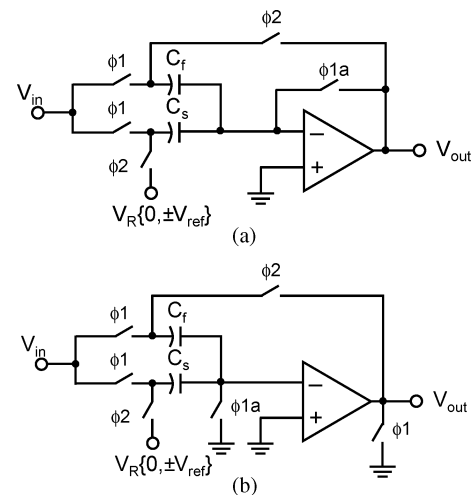 ϕ2
ϕ1
C_f
ϕ1a
V_in
ϕ1
C_s
−
+
V_out
ϕ2
V_R{0,±V_ref}
(a)
ϕ2
ϕ1
C_f
V_in
ϕ1
C_s
−
+
V_out
ϕ2
ϕ1a
ϕ1
V_R{0,±V_ref}
(b)